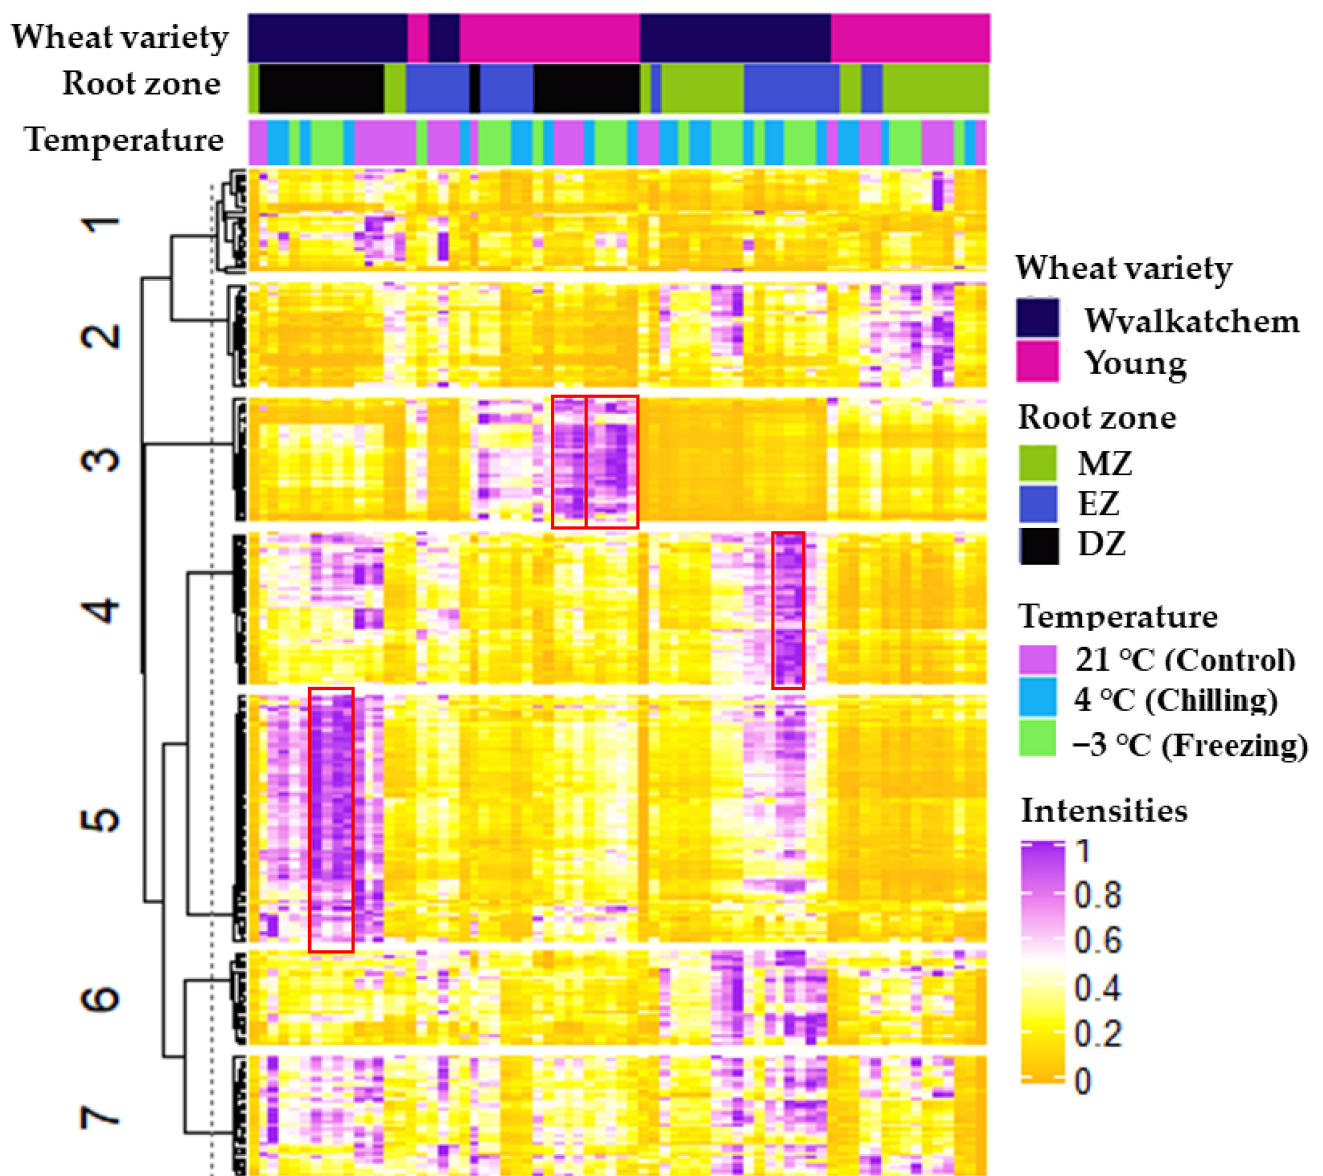 Wheat variety
Root zone
Temperature
1
2
3
4
5
6
7
Wheat variety
Wvalkatchem
Young
Root zone
MZ
EZ
DZ
Temperature
21 °C (Control)
4 °C (Chilling)
−3 °C (Freezing)
Intensities
1
0.8
0.6
0.4
0.2
0